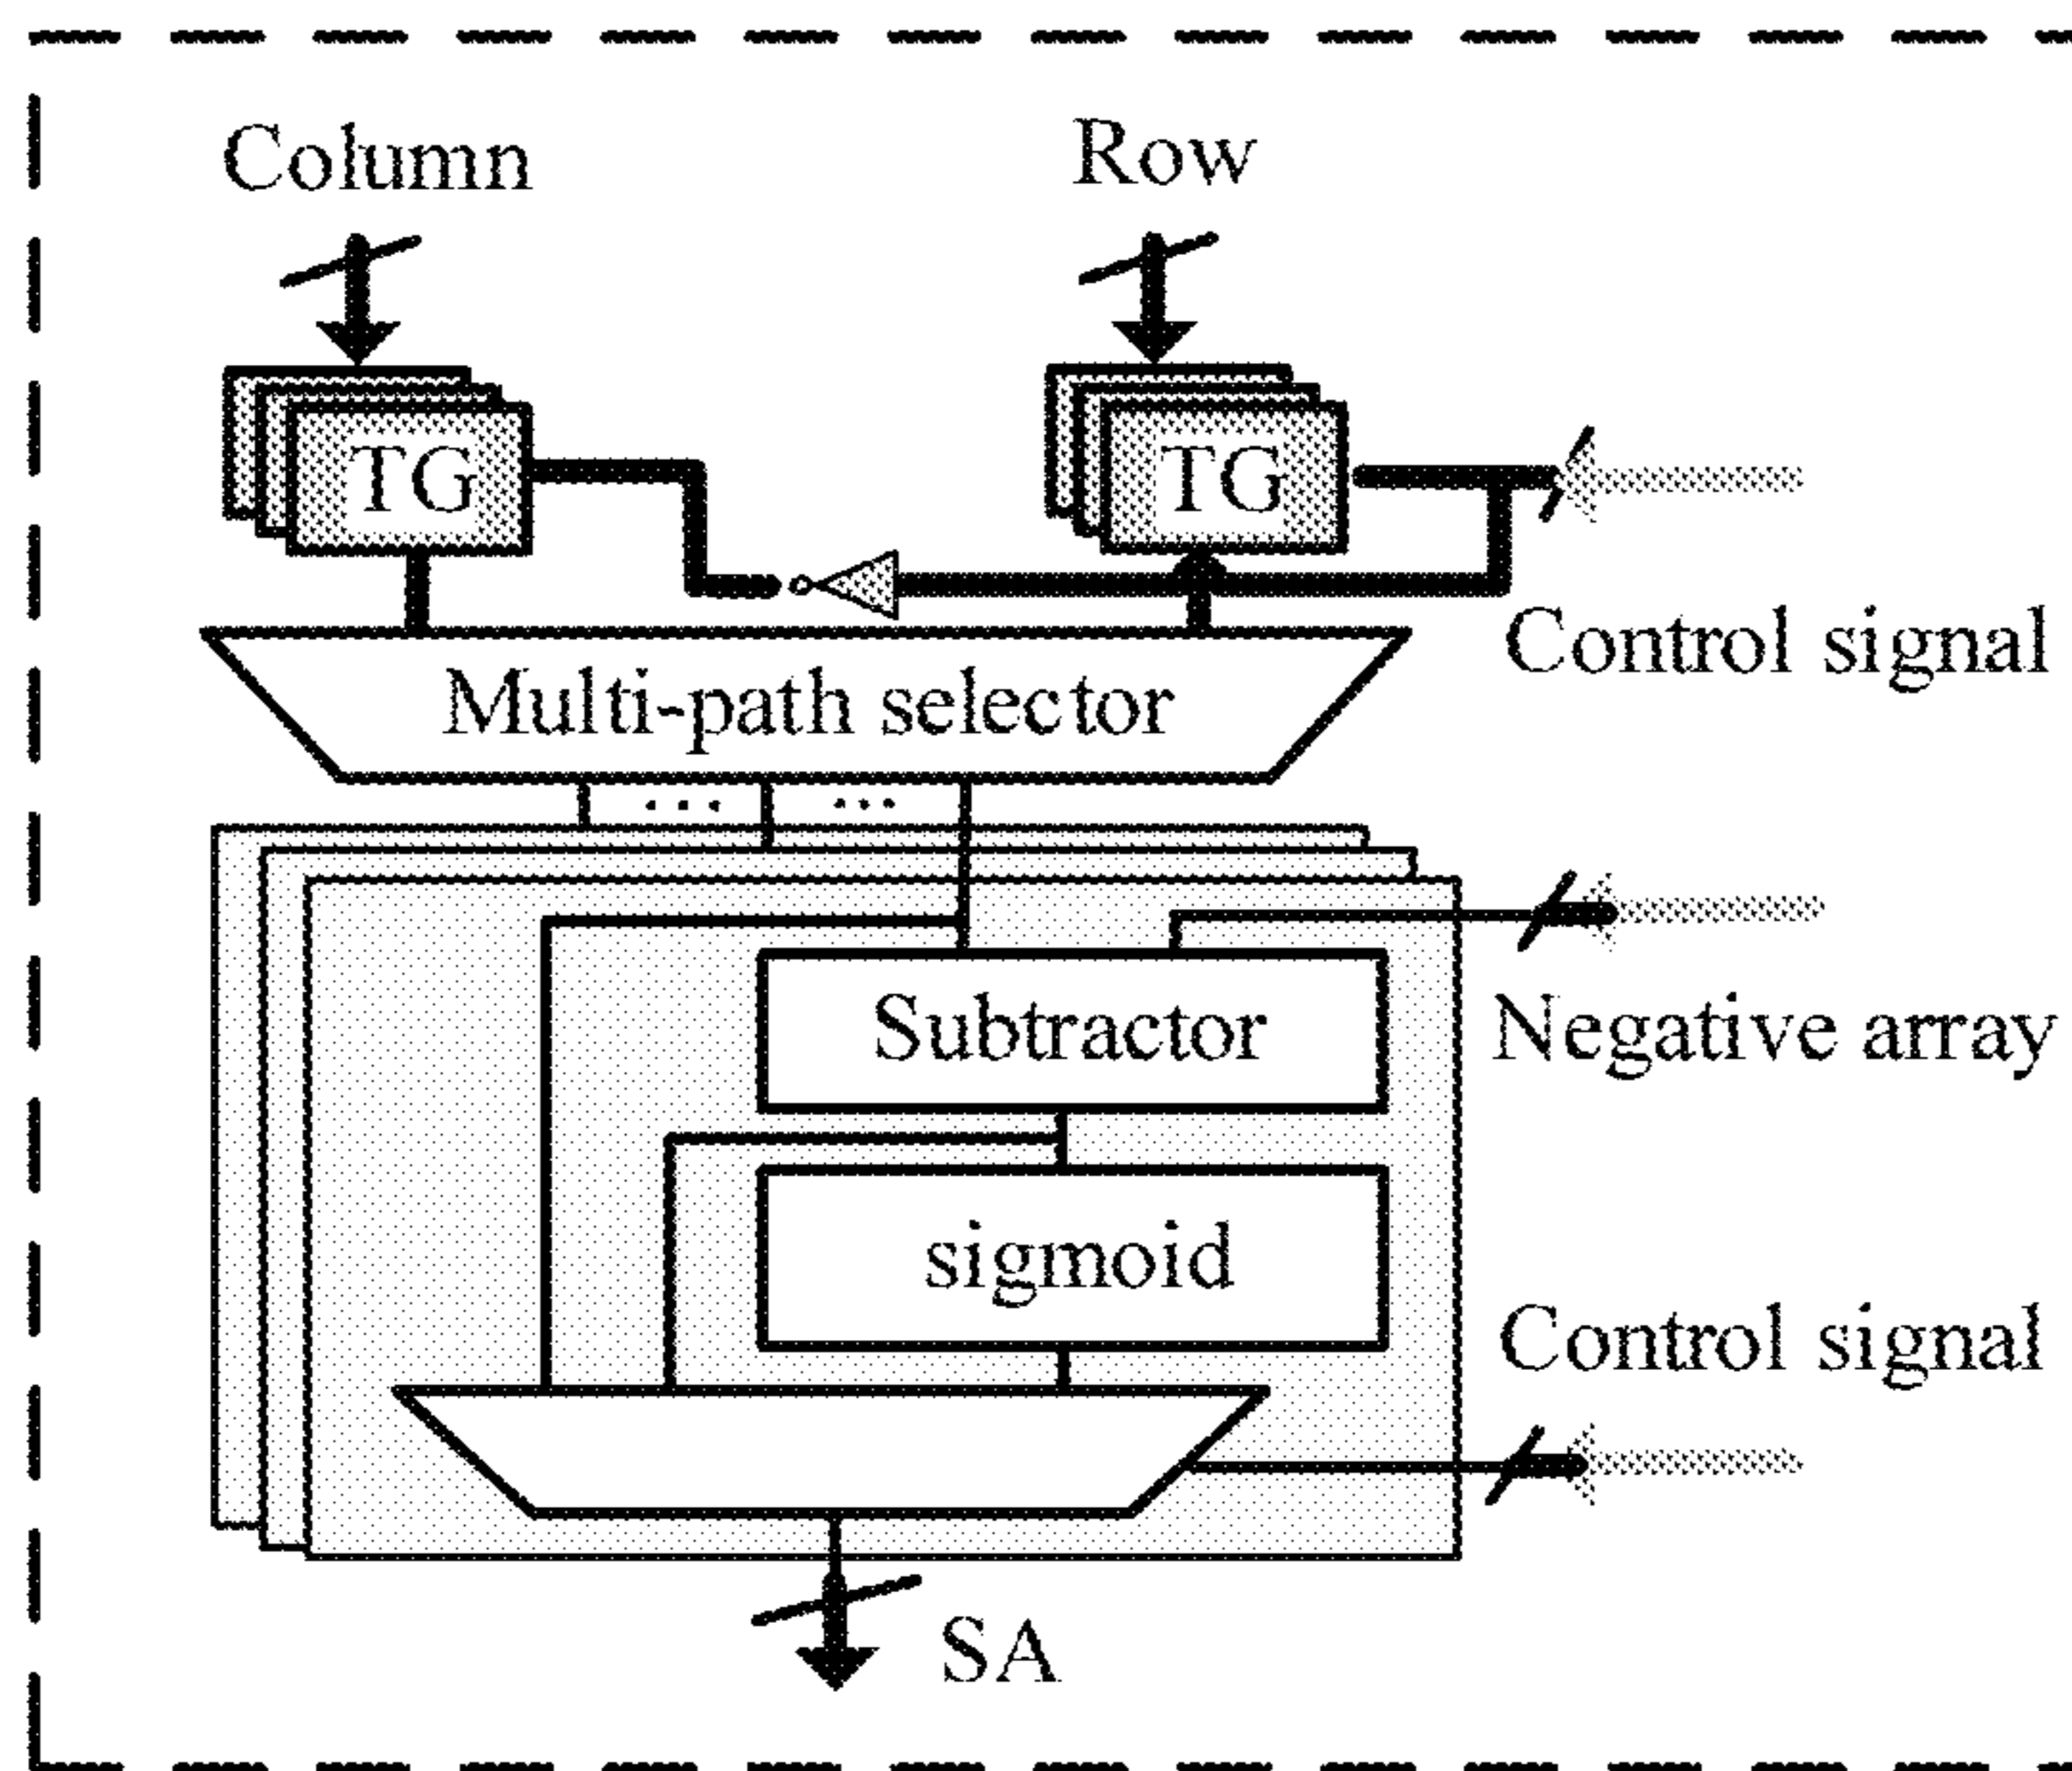 Column
Row
TG
TG
Control signal
Multi-path selector
... ...
Subtractor
Negative array
sigmoid
Control signal
SA